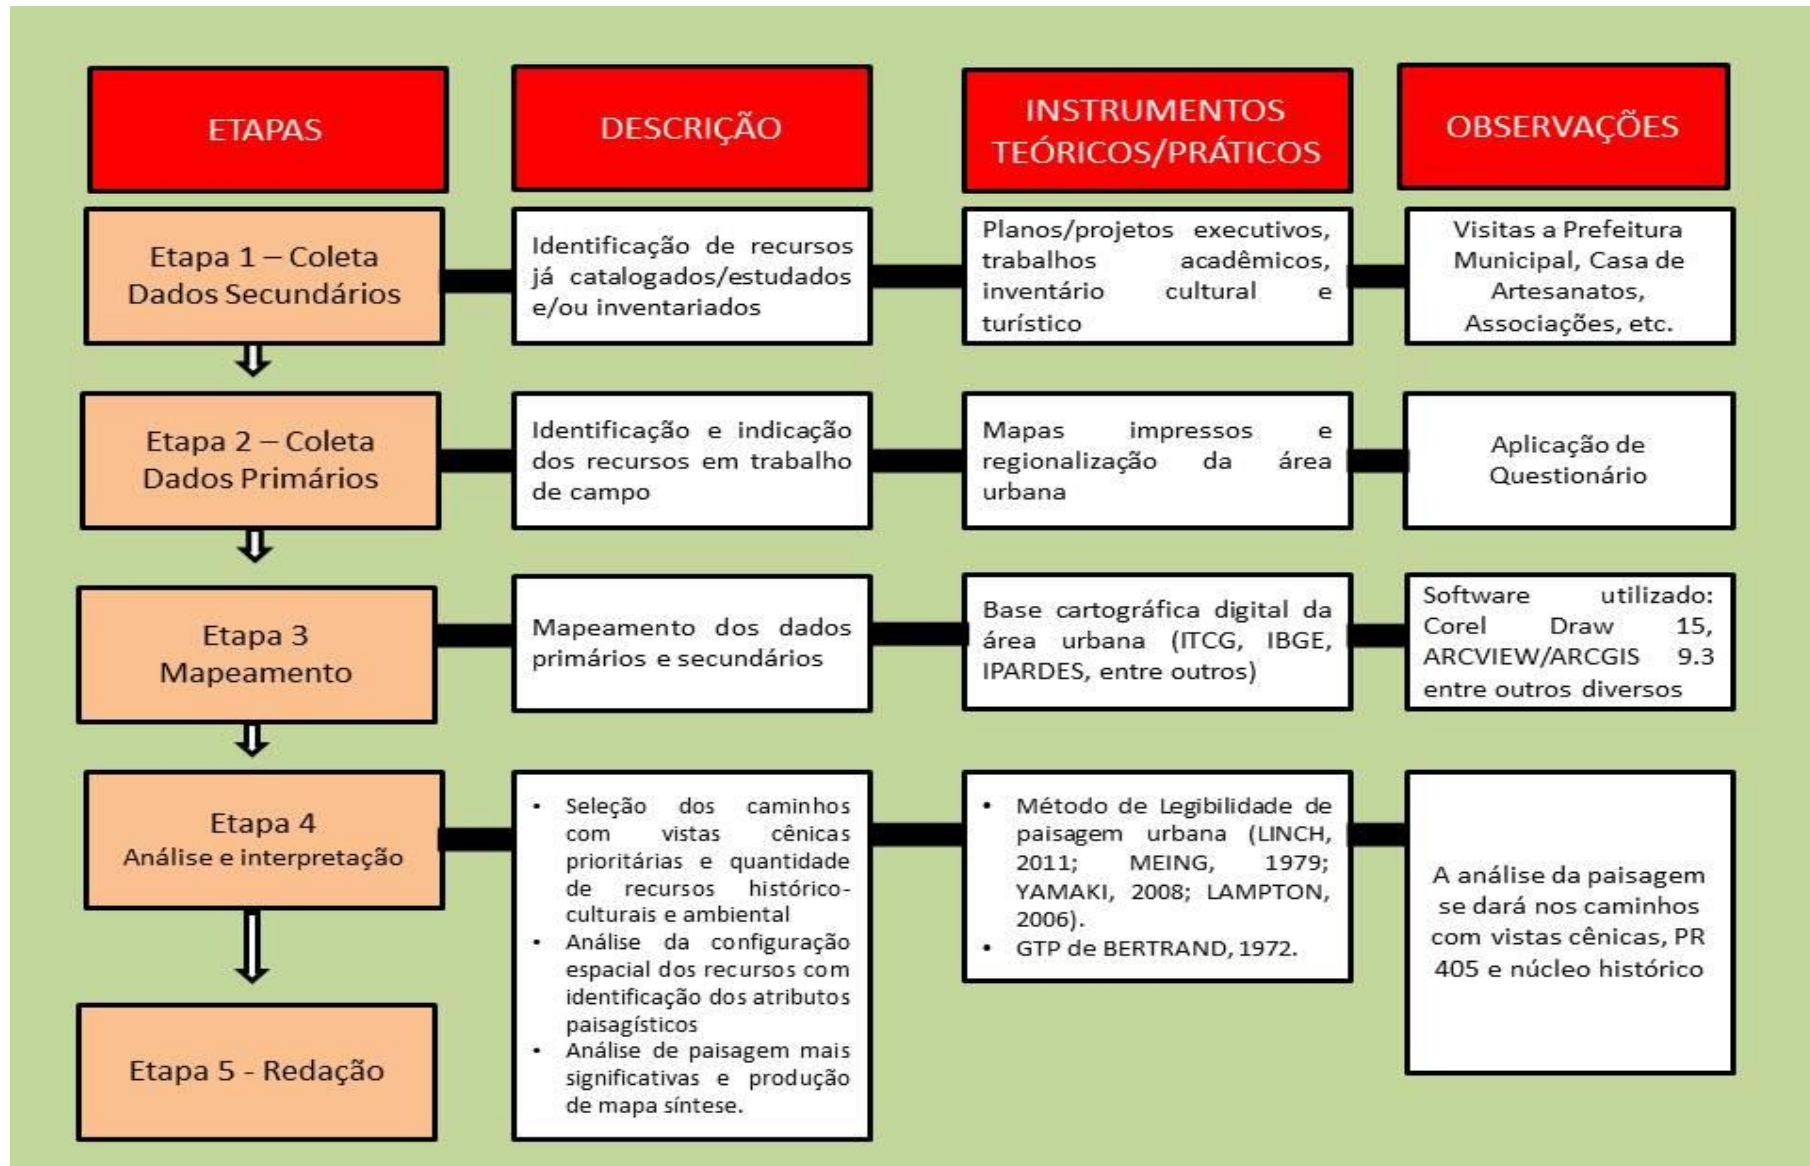 ETAPAS
DESCRIÇÃO
INSTRUMENTOS
TEÓRICOS/PRÁTICOS
OBSERVAÇÕES
Etapa 1 – Coleta
Dados Secundários
Identificação de recursos
já catalogados/estudados
e/ou inventariados
Planos/projetos executivos,
trabalhos acadêmicos,
inventário cultural e
turístico
Visitas a Prefeitura
Municipal, Casa de
Artesanatos,
Associações, etc.
Etapa 2 – Coleta
Dados Primários
Identificação e indicação
dos recursos em trabalho
de campo
Mapas impressos e
regionalização da área
urbana
Aplicação de
Questionário
Etapa 3
Mapeamento
Mapeamento dos dados
primários e secundários
Base cartográfica digital da
área urbana (ITCG, IBGE,
IPARDES, entre outros)
Software utilizado:
Corel Draw 15,
ARCVIEW/ARCGIS 9.3
entre outros diversos
Etapa 4
Análise e interpretação
• Seleção dos caminhos
com vistas cênicas
prioritárias e quantidade
de recursos histórico-
culturais e ambiental
• Análise da configuração
espacial dos recursos com
identificação dos atributos
paisagísticos
• Análise de paisagem mais
significativas e produção
de mapa síntese.
• Método de Legibilidade de
paisagem urbana (LINCH,
2011; MEING, 1979;
YAMAKI, 2008; LAMPTON,
2006).
• GTP de BERTRAND, 1972.
A análise da paisagem
se dará nos caminhos
com vistas cênicas, PR
405 e núcleo histórico
Etapa 5 - Redação